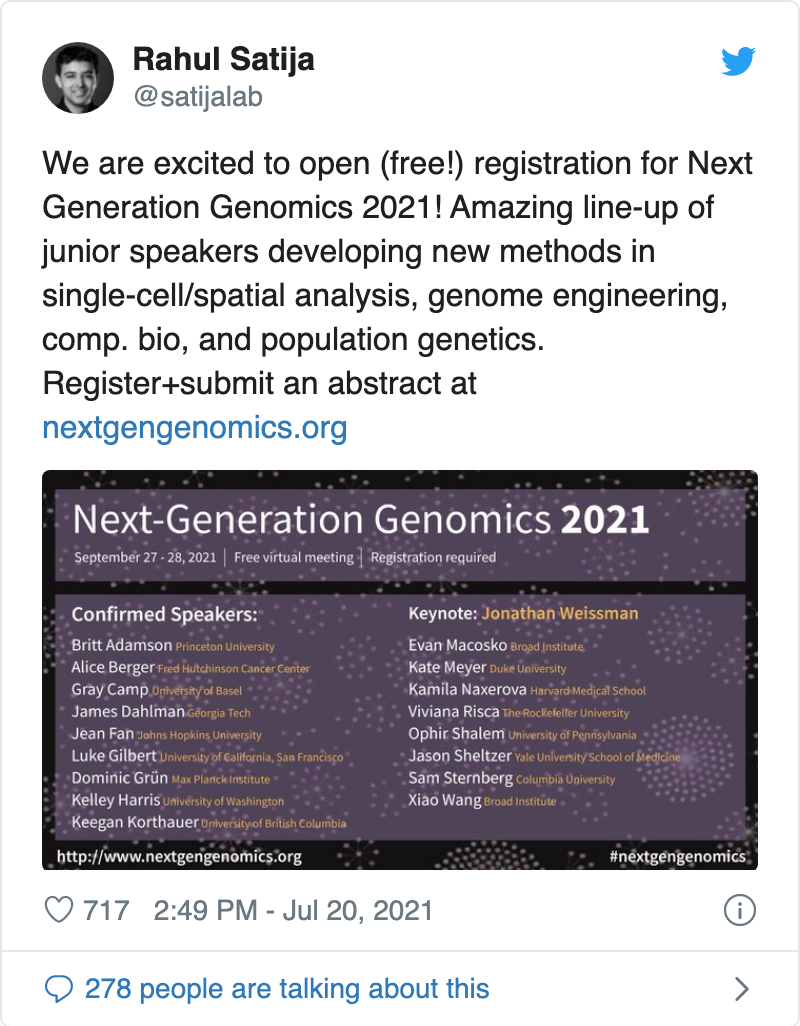 Rahul Satija
@satijalab
We are excited to open (free!) registration for Next
Generation Genomics 2021! Amazing line-up of
junior speakers developing new methods in
single-cell/spatial analysis, genome engineering,
comp. bio, and population genetics.
Register+submit an abstract at
nextgengenomics.org
Next-Generation Genomics 2021
September 27 - 28, 2021 | Free virtual meeting | Registration required
Confirmed Speakers:
Britt Adamson Princeton University
Alice Berger Fred Hutchinson Cancer Center
Gray Camp University of Basel
James Dahlman Georgia Tech
Jean Fan Johns Hopkins University
Luke Gilbert University of California, San Francisco
Dominic Grün Max Planck Institute
Kelley Harris University of Washington
Keegan Korthauer University of British Columbia
Keynote: Jonathan Weissman
Evan Macosko Broad Institute
Kate Meyer Duke University
Kamila Naxerova Harvard Medical School
Viviana Risca The Rockefeller University
Ophir Shalem University of Pennsylvania
Jason Sheltzer Yale University School of Medicine
Sam Sternberg Columbia University
Xiao Wang Broad Institute
http://www.nextgengenomics.org
#nextgengenomics
717 2:49 PM - Jul 20, 2021
278 people are talking about this